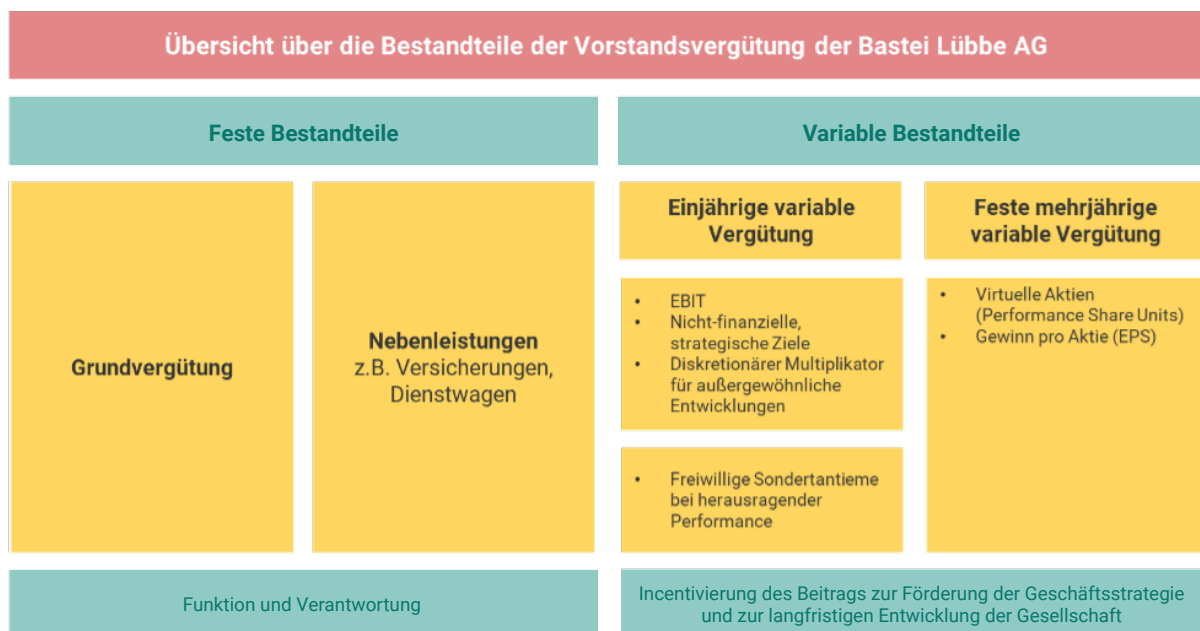 Übersicht über die Bestandteile der Vorstandsvergütung der Bastei Lübbe AG
Feste Bestandteile
Variable Bestandteile
Grundvergütung
Nebenleistungen
z.B. Versicherungen,
Dienstwagen
Einjährige variable
Vergütung
• EBIT
• Nicht-finanzielle,
strategische Ziele
• Diskretionärer Multiplikator
für außergewöhnliche
Entwicklungen
• Freiwillige Sondertantieme
bei herausragender
Performance
Feste mehrjährige
variable Vergütung
• Virtuelle Aktien
(Performance Share Units)
• Gewinn pro Aktie (EPS)
Funktion und Verantwortung
Incentivierung des Beitrags zur Förderung der Geschäftsstrategie
und zur langfristigen Entwicklung der Gesellschaft